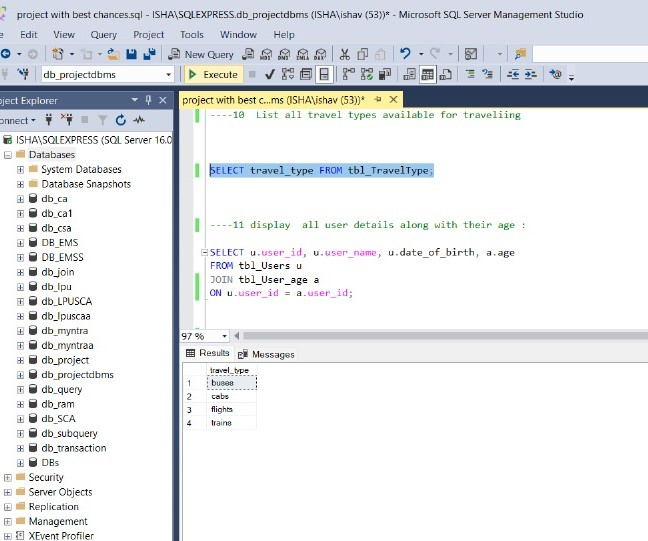 project with best chances.sql - ISHA\SQLEXPRESS.db_projectdbms (ISHA\ishav (53))* - Microsoft SQL Server Management Studio
Edit View Query Project Tools Window Help
New Query
db_projectdbms Execute
ject Explorer
onnect
ISHA\SQLEXPRESS (SQL Server 16.0
Databases
System Databases
Database Snapshots
db_ca
db_ca1
db_csa
DB_EMS
DB_EMSS
db_join
db_lpu
db_LPUSCA
db_lpuscaa
db_myntra
db_myntraa
db_project
db_projectdbms
db_query
db_ram
db_SCA
db_subquery
db_transaction
DBs
Security
Server Objects
Replication
Management
XEvent Profiler
project with best c...ms (ISHA\ishav (53))*
----10 List all travel types available for traveliing
SELECT travel_type FROM tbl_TravelType;
----11 display all user details along with their age :
SELECT u.user_id, u.user_name, u.date_of_birth, a.age
FROM tbl_Users u
JOIN tbl_User_age a
ON u.user_id = a.user_id;
97 %
Results Messages
travel_type
1 buses
2 cabs
3 flights
4 trains